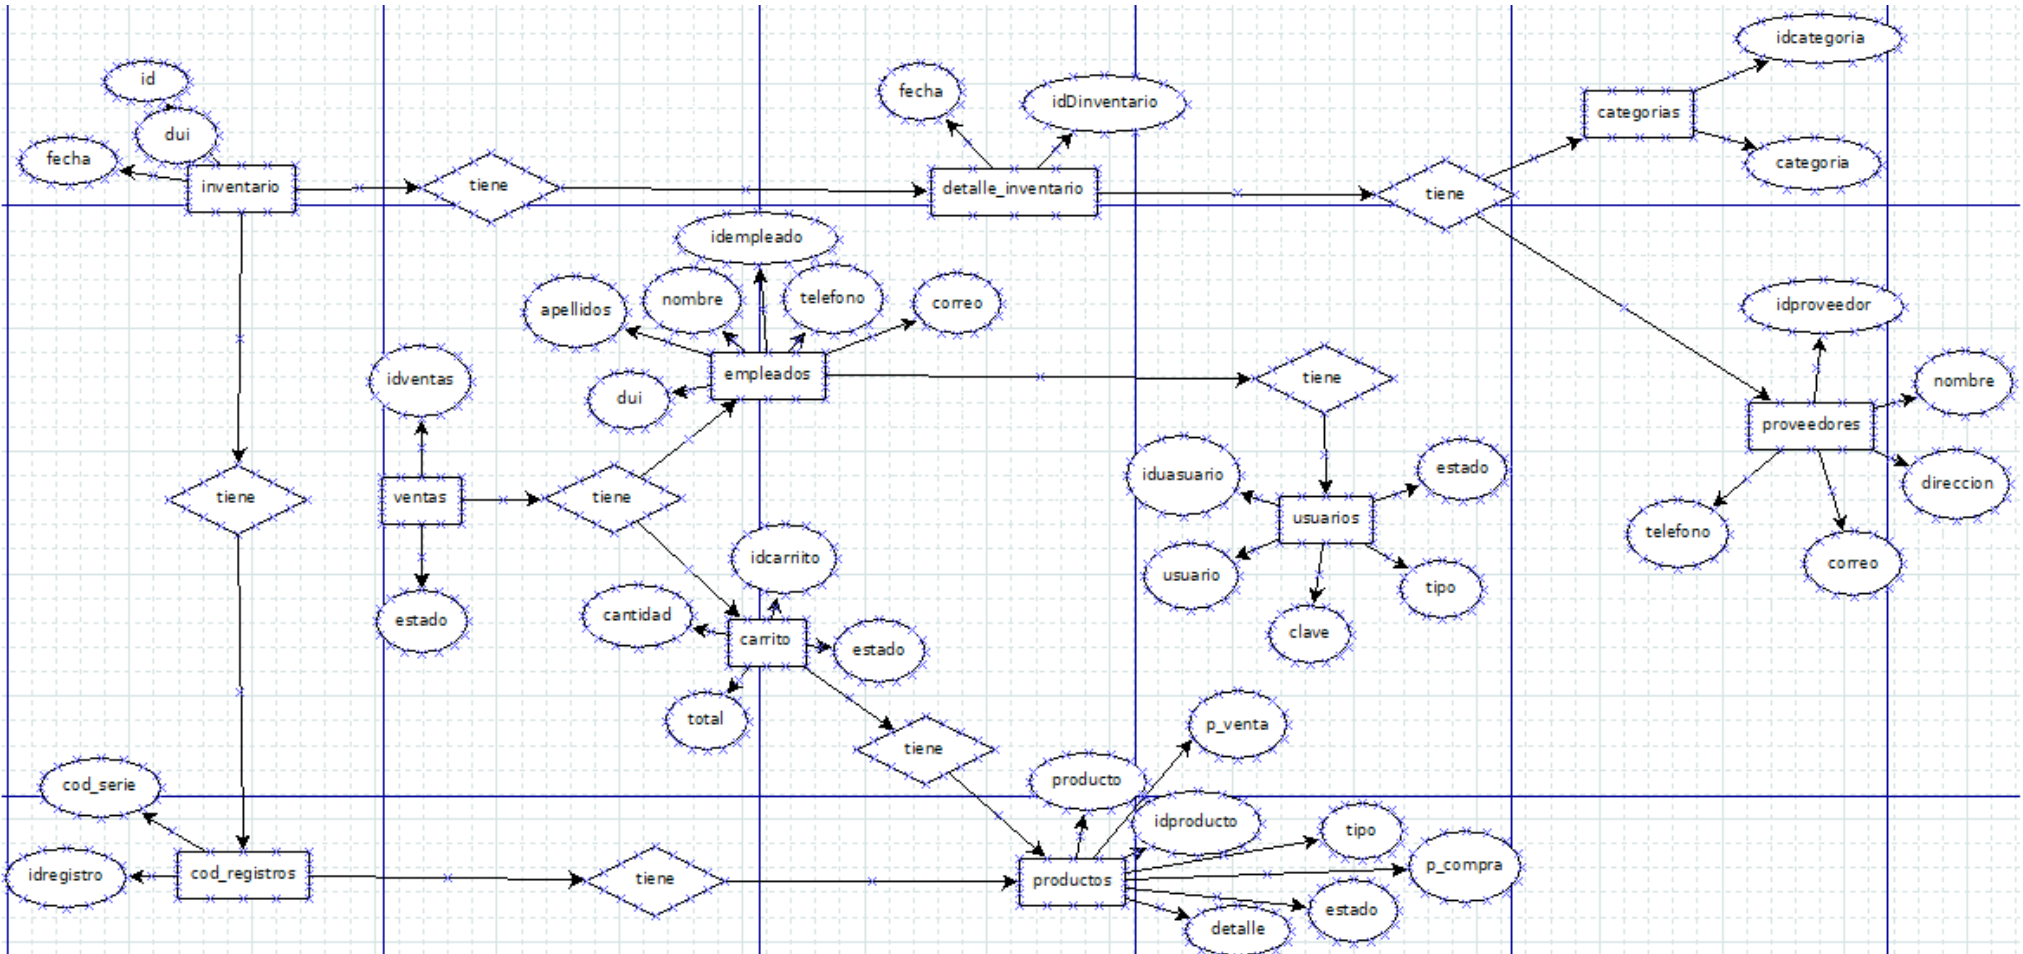 idcategoria
id
fecha
idDinventario
categorias
dui
fecha
categoria
inventario
tiene
detalle_inventario
tiene
idempleado
apellidos
nombre
telefono
correo
idproveedor
idventas
empleados
tiene
nombre
dui
proveedores
iduasuario
estado
direccion
tiene
ventas
tiene
usuarios
telefono
idcarrito
usuario
tipo
correo
cantidad
estado
carrito
estado
clave
total
tiene
p_venta
cod_serie
producto
idproducto
tipo
idregistro
cod_registros
tiene
productos
p_compra
estado
detalle